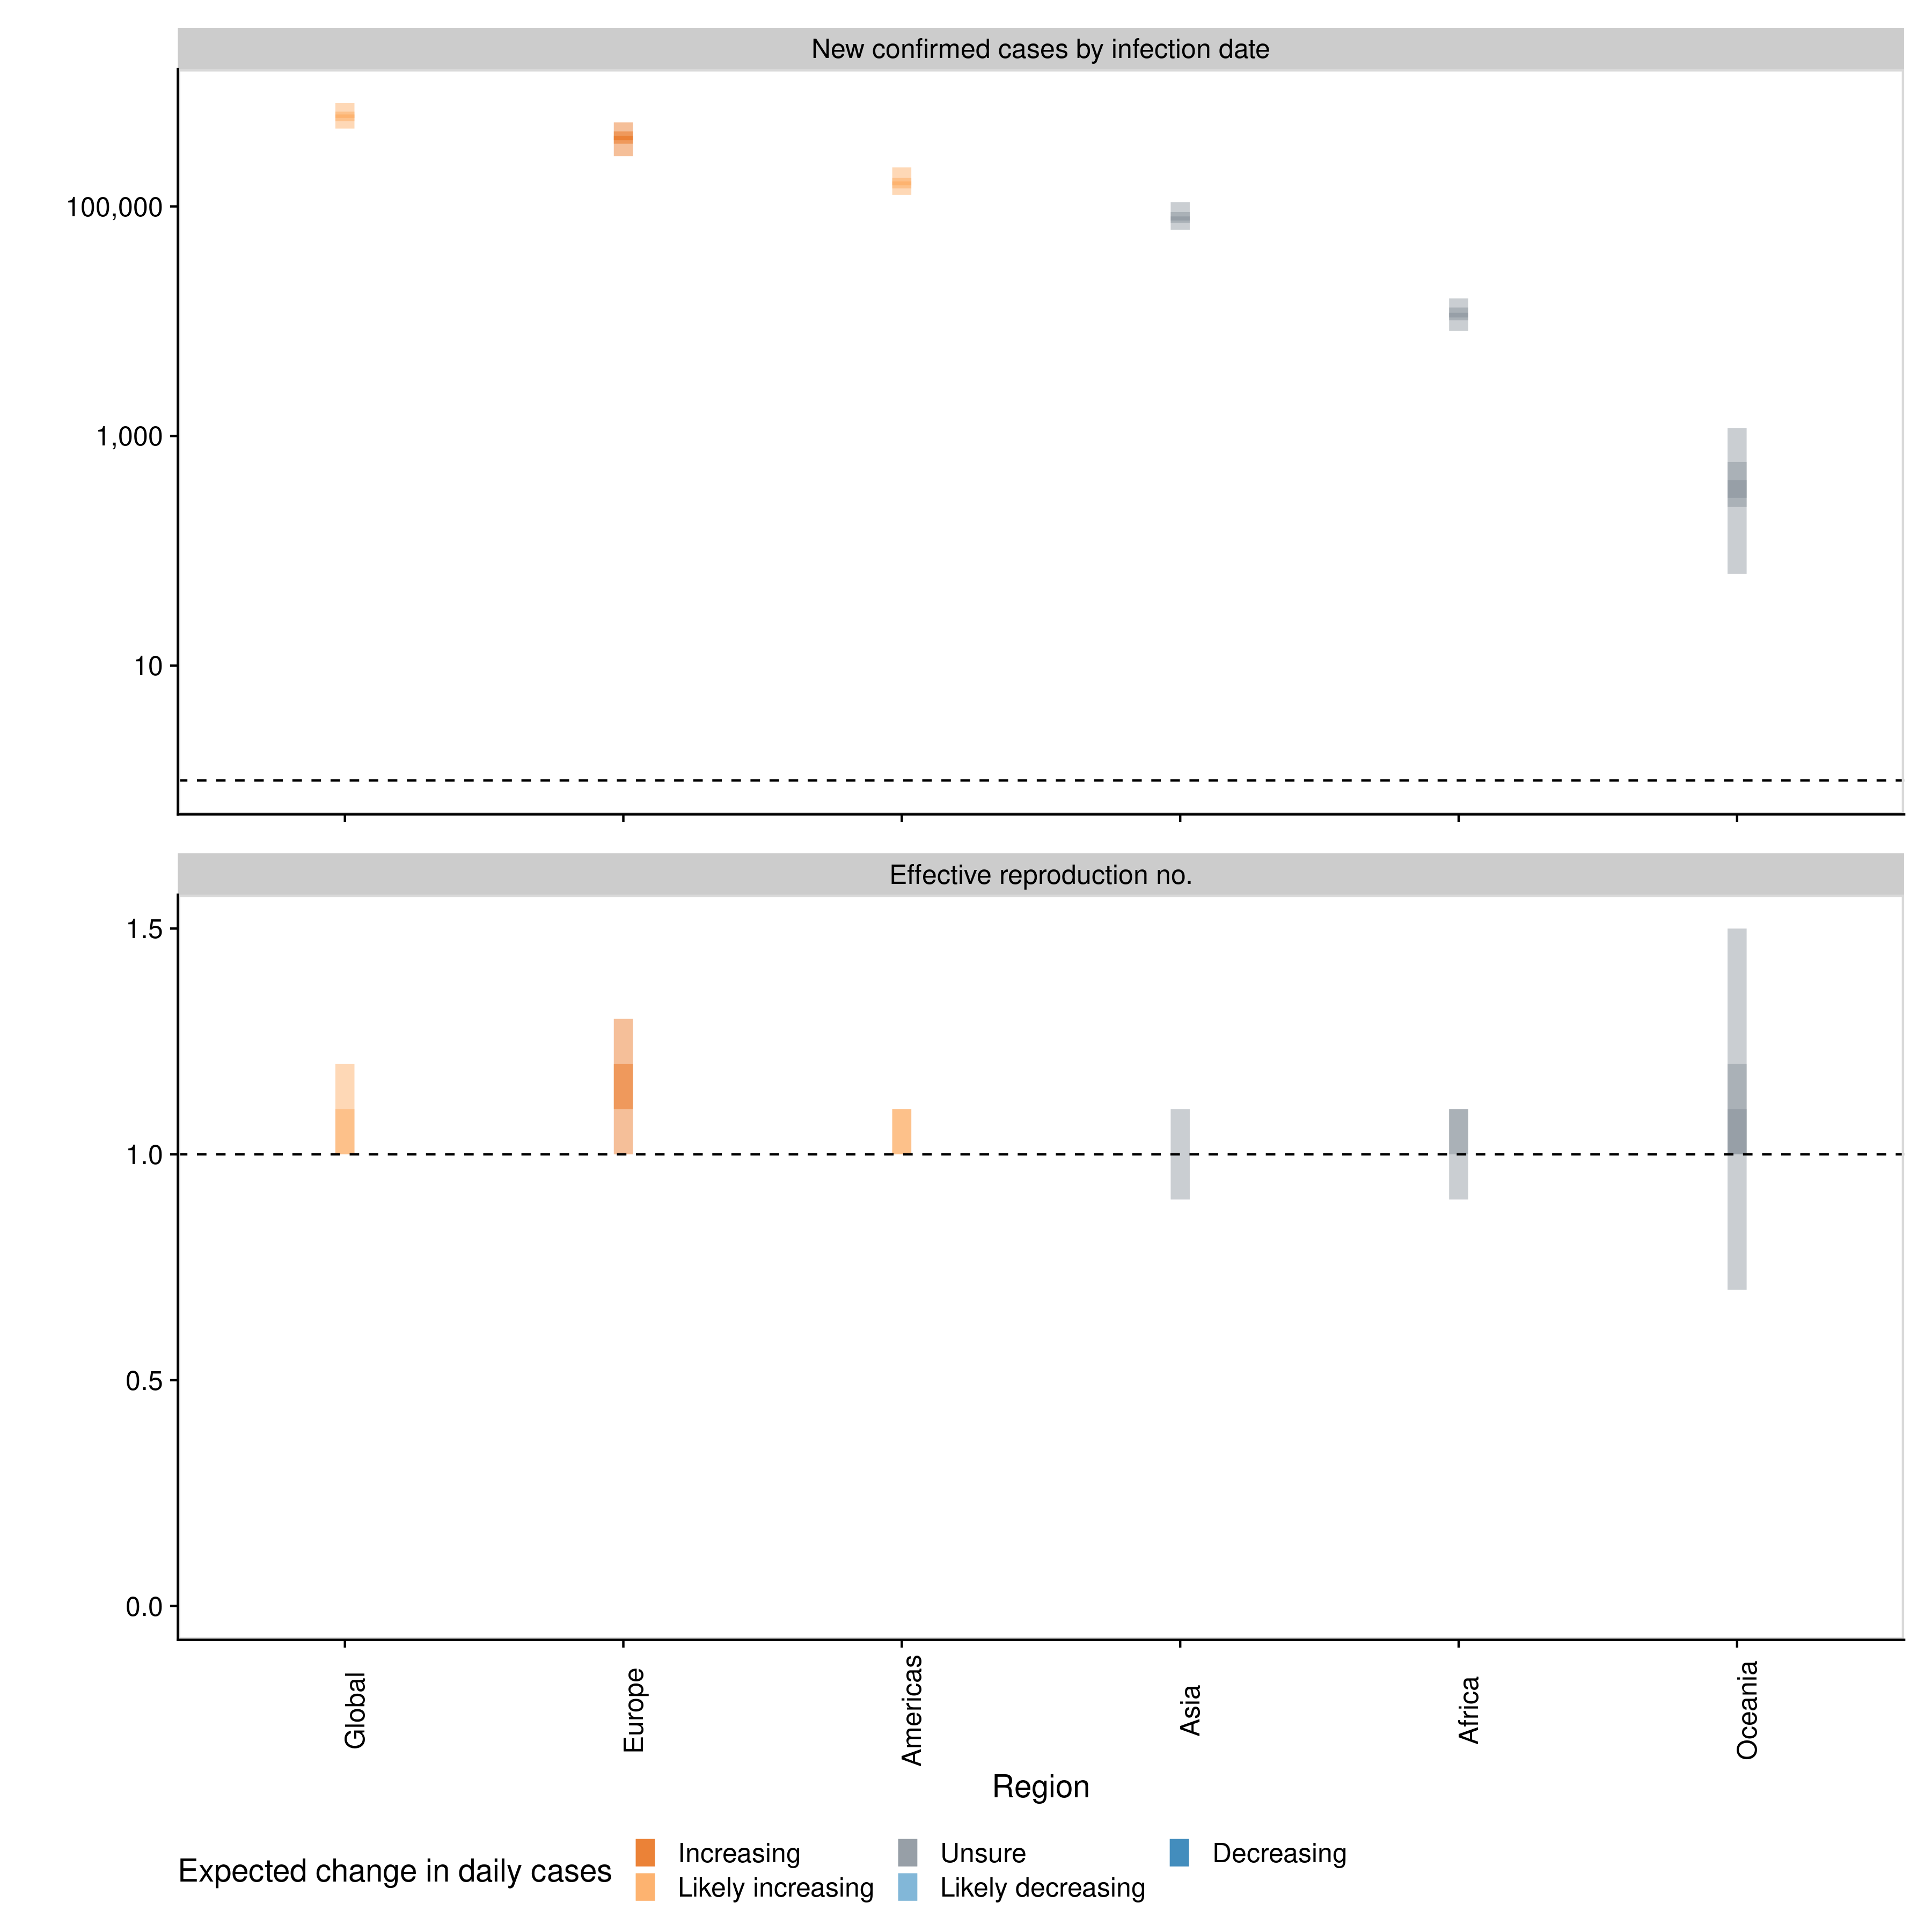 New confirmed cases by infection date
100,000
1,000
10
Effective reproduction no.
1.5
1.0
0.5
0.0
Global
Europe
Americas
Asia
Africa
Oceania
Region
Expected change in daily cases
Increasing
Likely increasing
Unsure
Likely decreasing
Decreasing